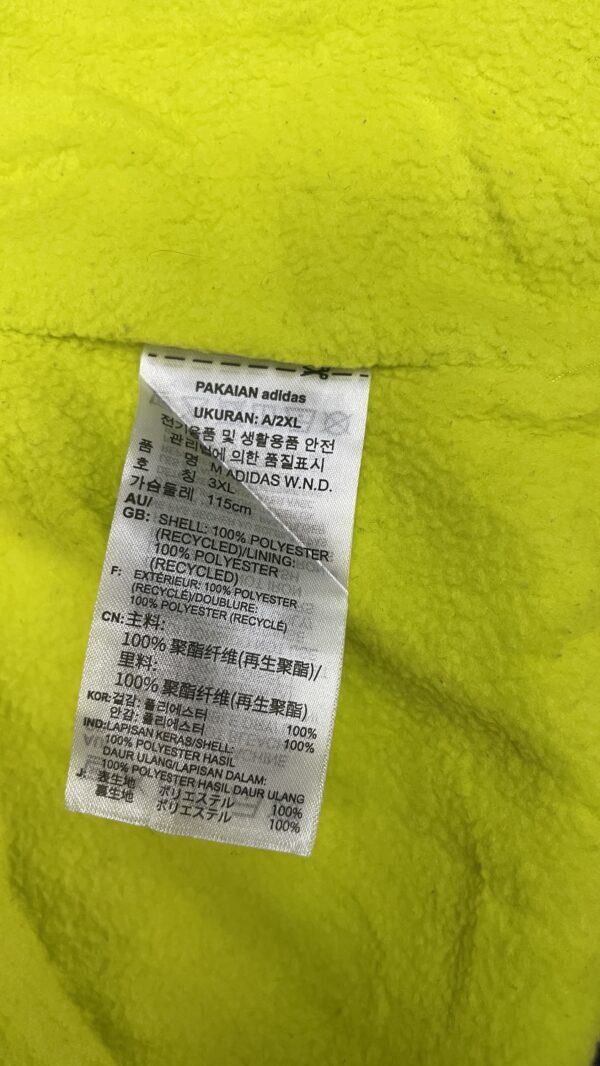 PAKAIAN adidas
UKURAN: A/2XL
전기용품 및 생활용품 안전
관리법에 의한 품질표시
품 명 M ADIDAS W.N.D.
호 칭 3XL
가슴둘레 115cm
AU/
GB: SHELL: 100% POLYESTER
(RECYCLED)/LINING:
100% POLYESTER
(RECYCLED)
F: EXTÉRIEUR: 100% POLYESTER
(RECYCLÉ)/DOUBLURE:
100% POLYESTER (RECYCLÉ)
CN:主料:
100% 聚酯纤维(再生聚酯)/
里料:
100% 聚酯纤维(再生聚酯)
KOR:겉감: 폴리에스터 100%
안감: 폴리에스터 100%
IND:LAPISAN KERAS/SHELL:
100% POLYESTER HASIL
DAUR ULANG/LAPISAN DALAM:
100% POLYESTER HASIL DAUR ULANG
J: 表生地 ポリエステル 100%
裏生地 ポリエステル 100%